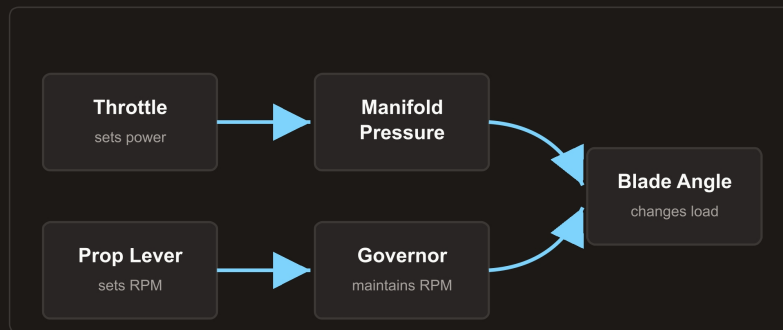 Throttle
sets power
Manifold
Pressure
Blade Angle
changes load
Prop Lever
sets RPM
Governor
maintains RPM